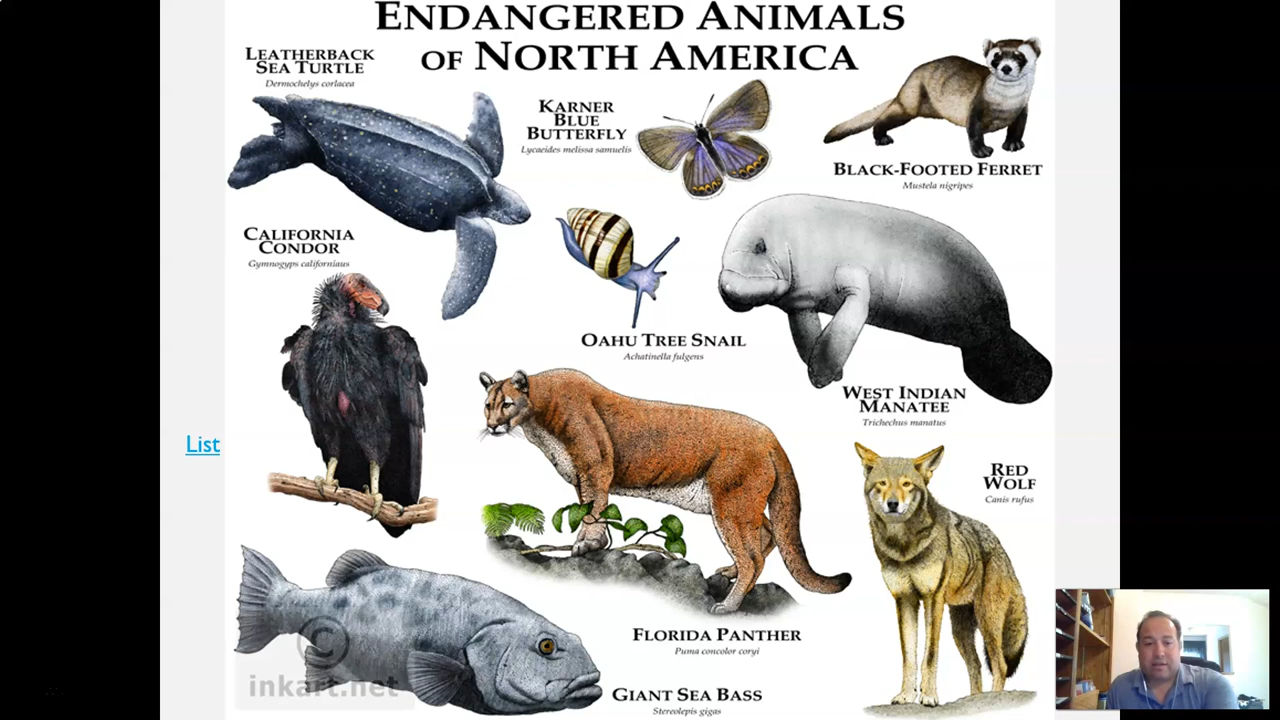 ENDANGERED ANIMALS
OF NORTH AMERICA
LEATHERBACK
SEA TURTLE
Dermochelys corlacea
KARNER
BLUE
BUTTERFLY
Lycaeides melissa samuelis
BLACK-FOOTED FERRET
Mustela nigripes
CALIFORNIA
CONDOR
Gymnogyps californiaus
OAHU TREE SNAIL
Achatinella fulgens
WEST INDIAN
MANATEE
Trichechus manatus
List
RED
WOLF
Canis rufus
FLORIDA PANTHER
Puma concolor coryi
GIANT SEA BASS
Stereolepis gigas
©
inkart.net